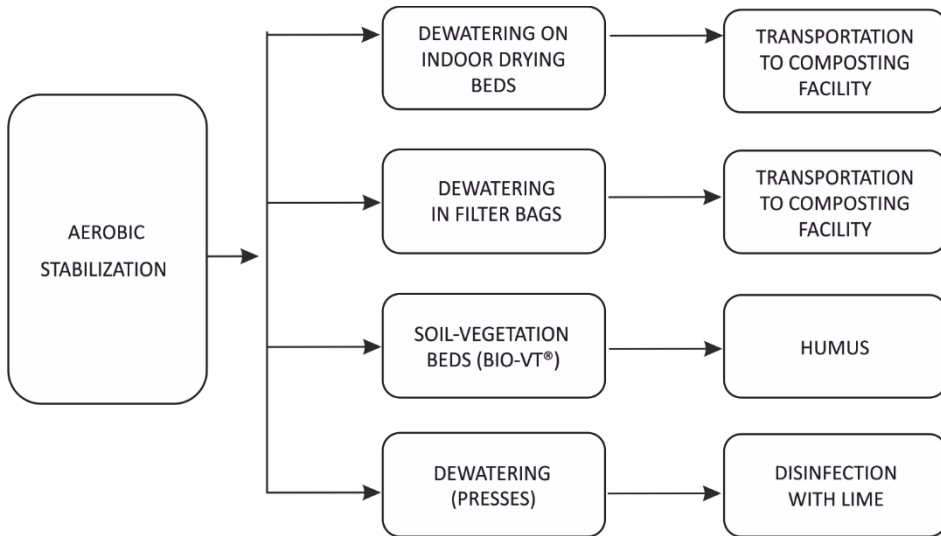 DEWATERING ON
INDOOR DRYING
BEDS
TRANSPORTATION
TO COMPOSTING
FACILITY
DEWATERING
IN FILTER BAGS
TRANSPORTATION
TO COMPOSTING
FACILITY
AEROBIC
STABILIZATION
SOIL-VEGETATION
BEDS (BIO-VT®)
HUMUS
DEWATERING
(PRESSES)
DISINFECTION
WITH LIME